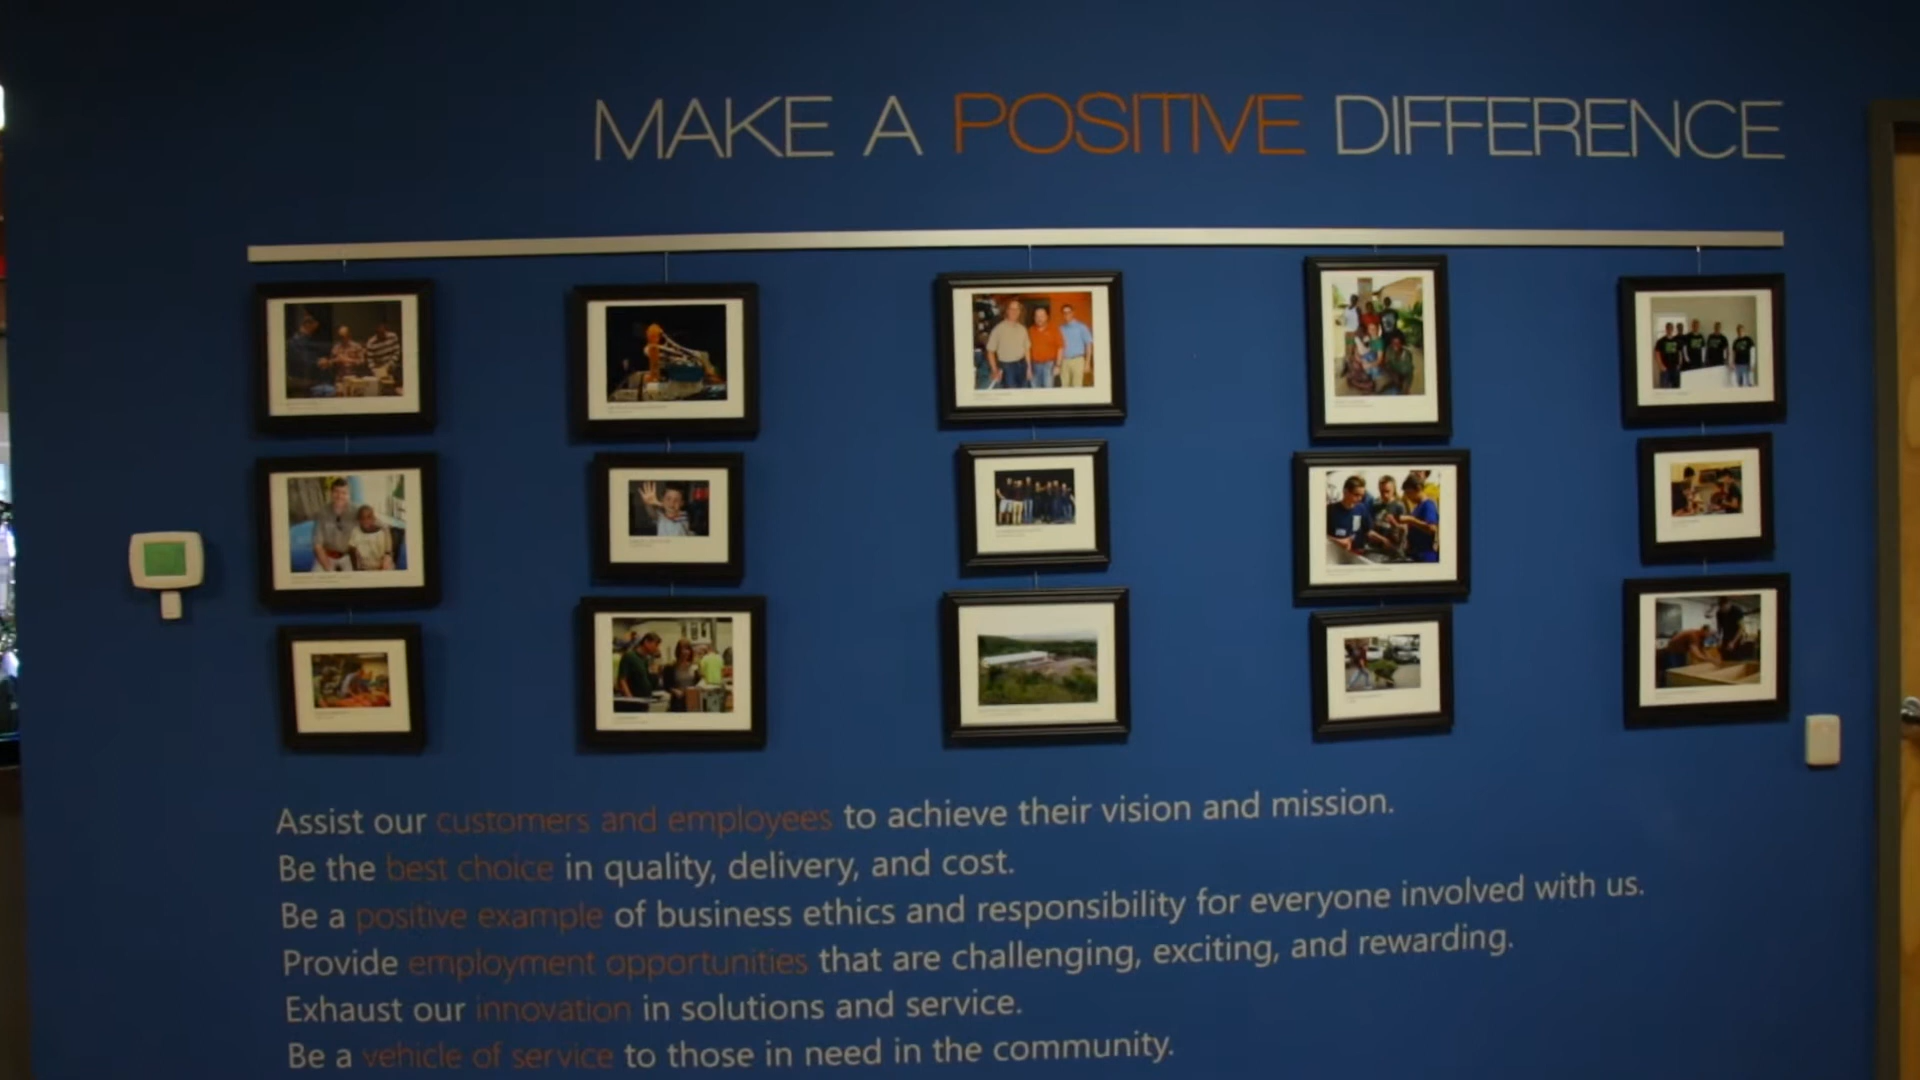 MAKE A POSITIVE DIFFERENCE
Assist our customers and employees to achieve their vision and mission.
Be the best choice in quality, delivery, and cost.
Be a positive example of business ethics and responsibility for everyone involved with us.
Provide employment opportunities that are challenging, exciting, and rewarding.
Exhaust our innovation in solutions and service.
Be a vehicle of service to those in need in the community.